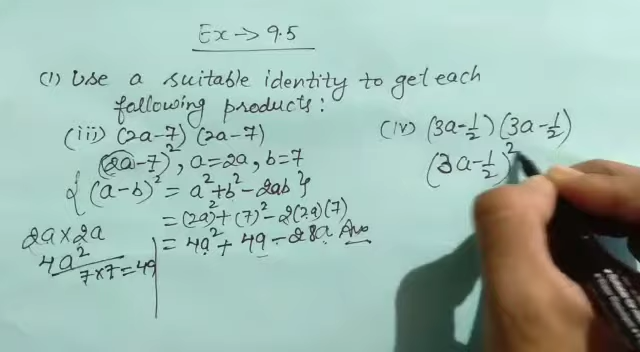 Ex → 9.5
(1) Use a suitable identity to get each
following products :
(iii) (2a-7)² (2a-7)
(2a-7)², a=2a, b=7
{ (a-b)² = a²+b²-2ab }
= (2a)²+(7)²-2(2a)(7)
= 4a²+49-28a Ans
2a×2a
4a²
7×7=49
(iv) (3a-1/2) (3a-1/2)
(3a-1/2)²